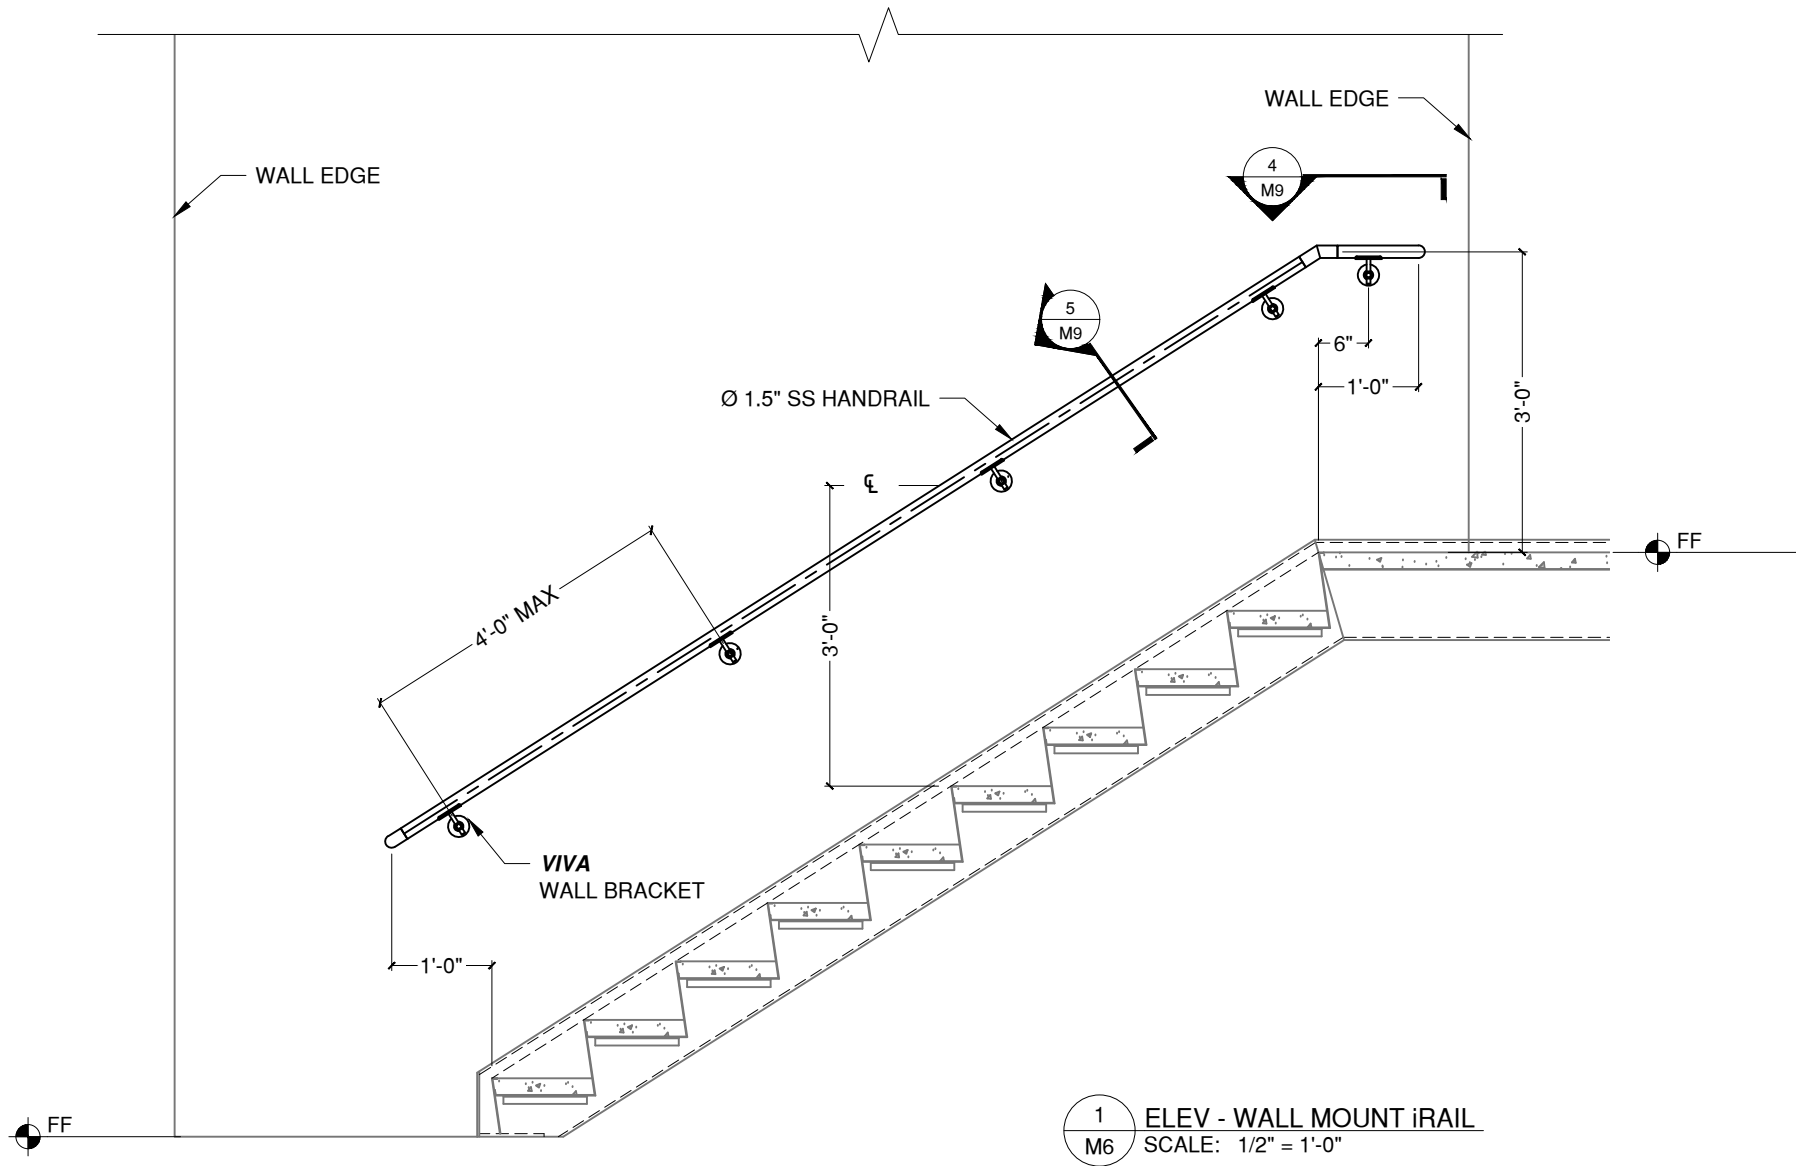 WALL EDGE
WALL EDGE
4
M9
5
M9
6"
1'-0"
3'-0"
Ø 1.5" SS HANDRAIL
℄
FF
4'-0" MAX
3'-0"
VIVA
WALL BRACKET
1'-0"
FF
1
M6
ELEV - WALL MOUNT iRAIL
SCALE: 1/2" = 1'-0"